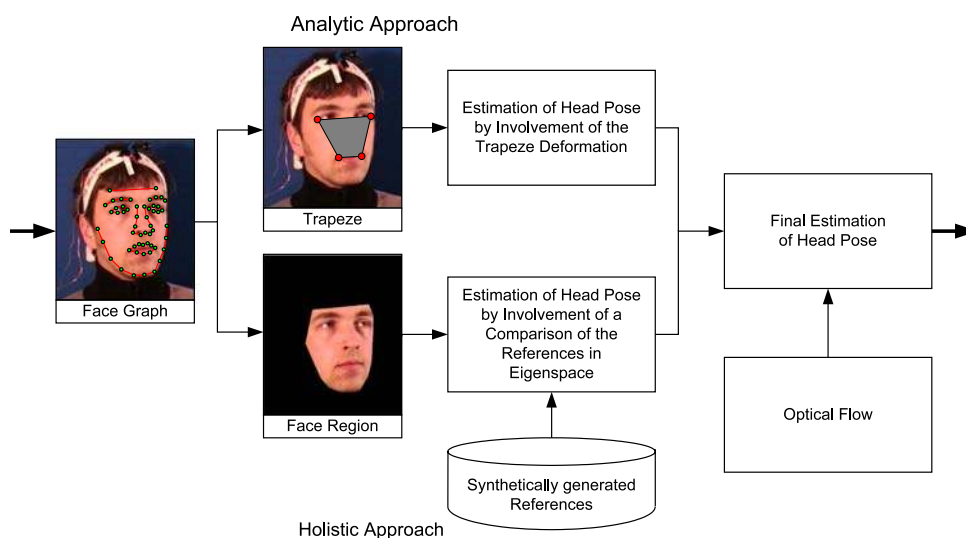 Analytic Approach
Face Graph
Trapeze
Estimation of Head Pose
by Involvement of the
Trapeze Deformation
Face Region
Estimation of Head Pose
by Involvement of a
Comparison of the
References in
Eigenspace
Synthetically generated
References
Holistic Approach
Final Estimation
of Head Pose
Optical Flow